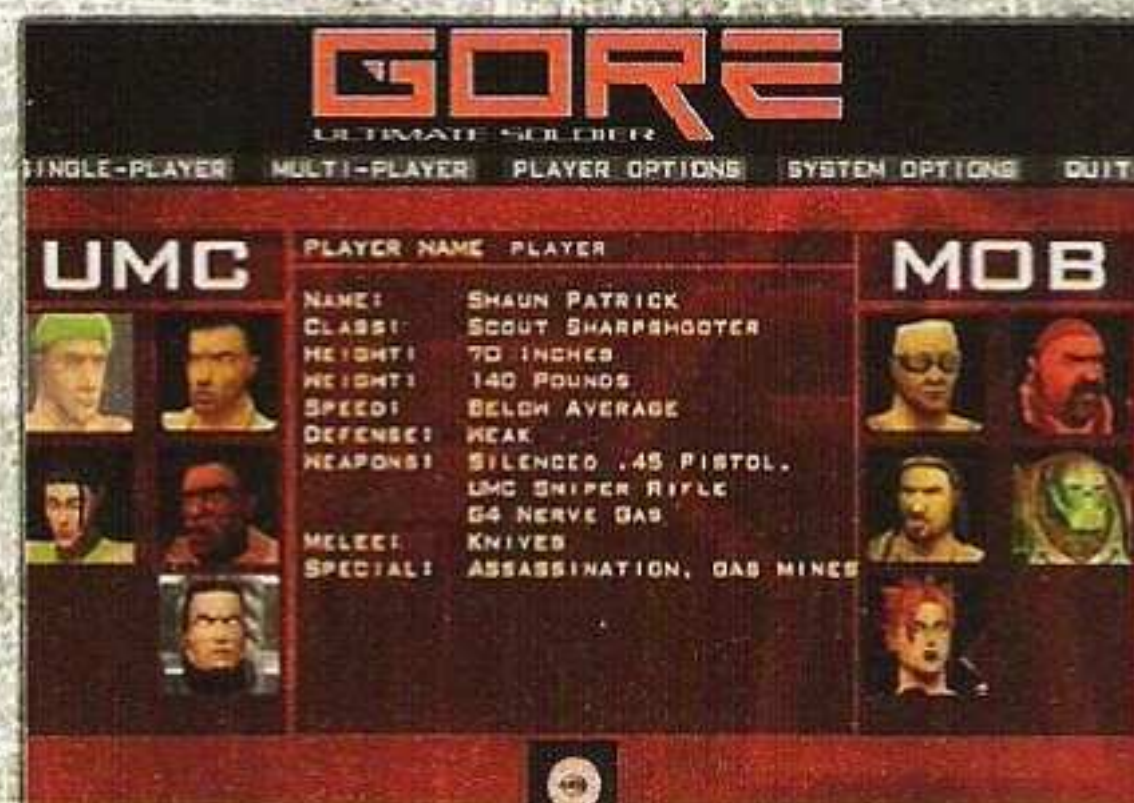 GORE
ULTIMATE SOLDIER
SINGLE-PLAYER MULTI-PLAYER PLAYER OPTIONS SYSTEM OPTIONS QUIT
UMC
PLAYER NAME PLAYER
MOB
NAME: SHAUN PATRICK
CLASS: SCOUT SHARPSHOOTER
HEIGHT: 70 INCHES
WEIGHT: 140 POUNDS
SPEED: BELOW AVERAGE
DEFENSE: WEAK
WEAPONS: SILENCED .45 PISTOL.
UMC SNIPER RIFLE
G4 NERVE GAS
MELEE: KNIVES
SPECIAL: ASSASSINATION, GAS MINES